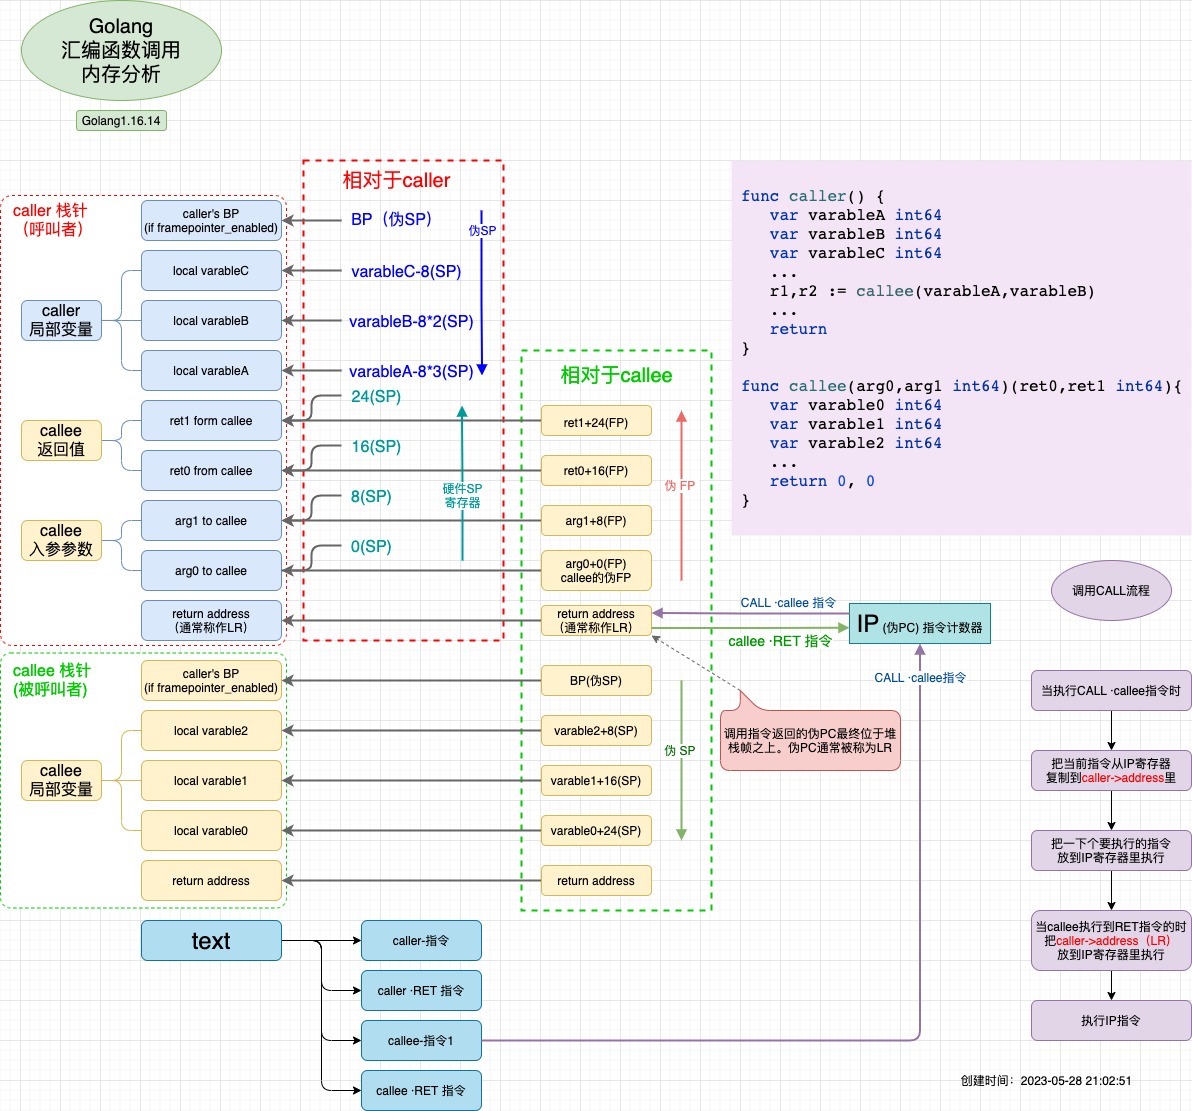 Golang
汇编函数调用
内存分析
Golang1.16.14
相对于caller
caller 栈针
（呼叫者）
caller's BP
(if framepointer_enabled)
BP（伪SP）
伪SP
local varableC
varableC-8(SP)
caller
局部变量
local varableB
varableB-8*2(SP)
local varableA
varableA-8*3(SP)
相对于callee
24(SP)
callee
返回值
ret1 form callee
ret1+24(FP)
16(SP)
ret0 from callee
ret0+16(FP)
硬件SP
寄存器
伪 FP
8(SP)
callee
入参参数
arg1 to callee
arg1+8(FP)
0(SP)
arg0 to callee
arg0+0(FP)
callee的伪FP
return address
(通常称作LR)
return address
(通常称作LR)
CALL ·callee 指令
callee ·RET 指令
IP (伪PC) 指令计数器
CALL ·callee指令
callee 栈针
(被呼叫者)
caller's BP
(if framepointer_enabled)
BP(伪SP)
local varable2
varable2+8(SP)
伪 SP
调用指令返回的伪PC最终位于堆
栈帧之上。伪PC通常被称为LR
callee
局部变量
local varable1
varable1+16(SP)
local varable0
varable0+24(SP)
return address
return address
text
caller-指令
caller ·RET 指令
callee-指令1
callee ·RET 指令
func caller() {
var varableA int64
var varableB int64
var varableC int64
...
r1,r2 := callee(varableA,varableB)
...
return
}
func callee(arg0,arg1 int64)(ret0,ret1 int64){
var varable0 int64
var varable1 int64
var varable2 int64
...
return 0, 0
}
调用CALL流程
当执行CALL ·callee指令时
把当前指令从IP寄存器
复制到caller->address里
把一下个要执行的指令
放到IP寄存器里执行
当callee执行到RET指令的时
把caller->address（LR）
放到IP寄存器里执行
执行IP指令
创建时间：2023-05-28 21:02:51